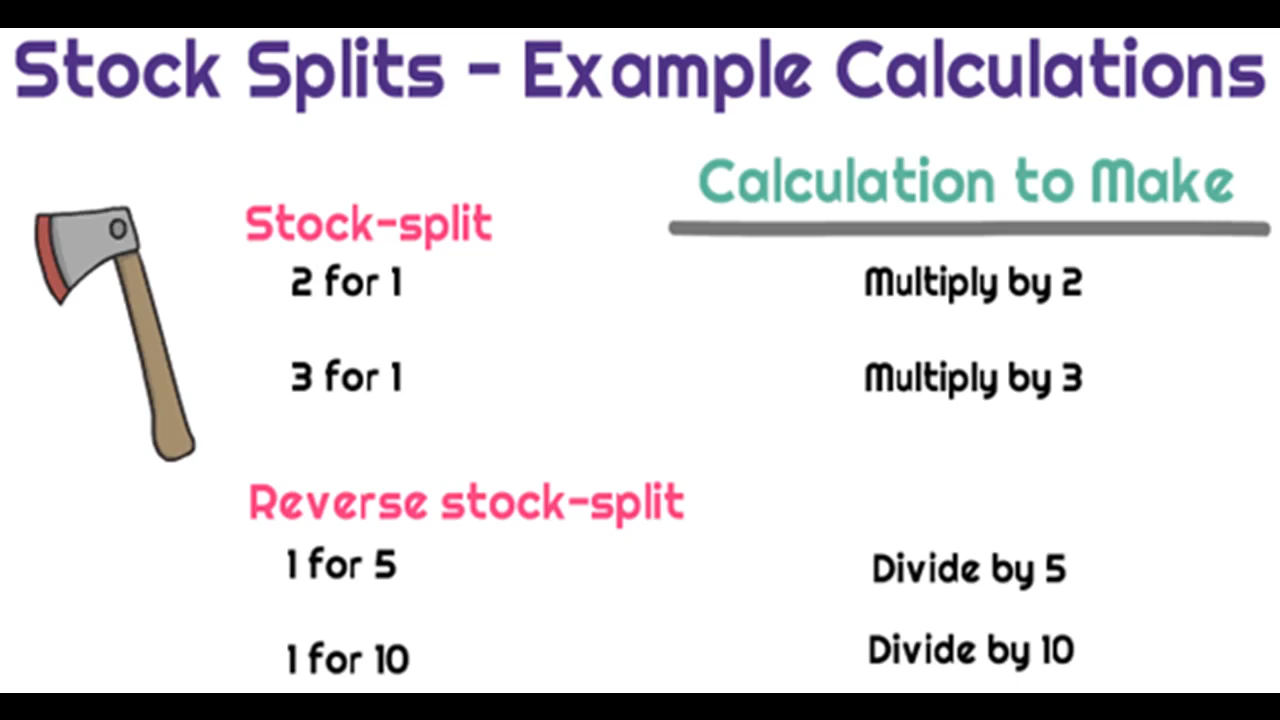 Stock Splits - Example Calculations
Calculation to Make
Stock-split
2 for 1
Multiply by 2
3 for 1
Multiply by 3
Reverse stock-split
1 for 5
Divide by 5
1 for 10
Divide by 10